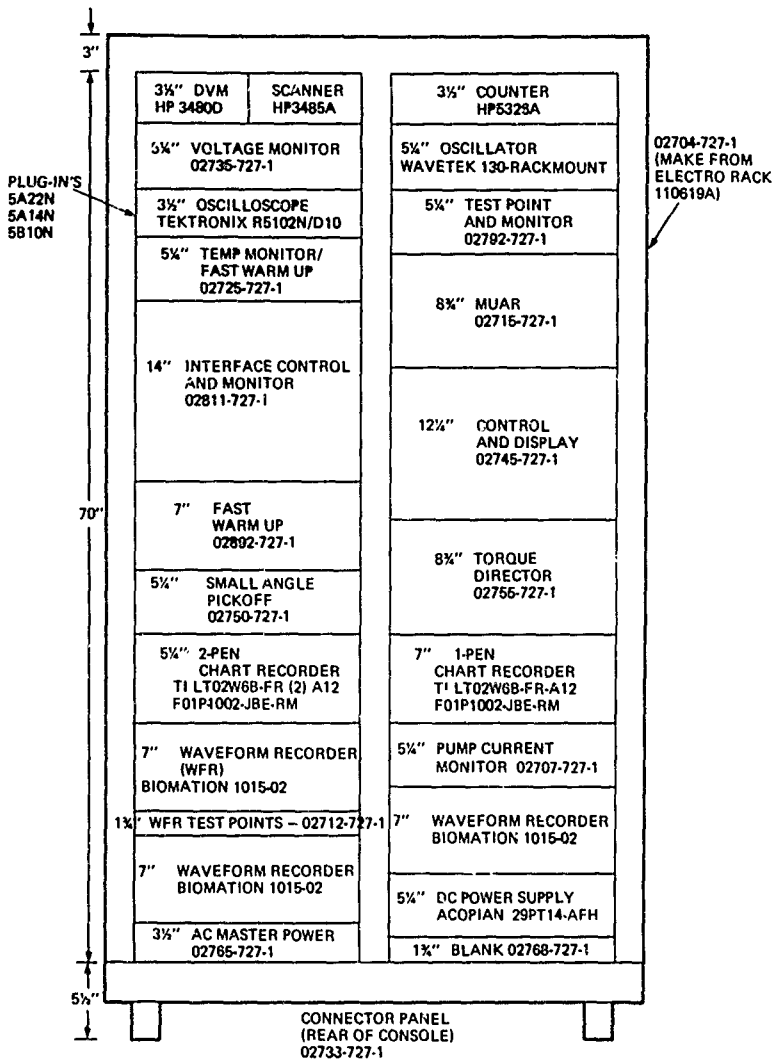 3"
3½" DVM
HP 3480D
SCANNER
HP3485A
5¼" VOLTAGE MONITOR
02735-727-1
PLUG-IN'S
5A22N
5A14N
5B10N
3½" OSCILLOSCOPE
TEKTRONIX R5102N/D10
5¼" TEMP MONITOR/
FAST WARM UP
02725-727-1
14" INTERFACE CONTROL
AND MONITOR
02811-727-1
70"
7" FAST
WARM UP
02892-727-1
5¼" SMALL ANGLE
PICKOFF
02750-727-1
5¼" 2-PEN
CHART RECORDER
TI LT02W6B-FR (2) A12
F01P1002-JBE-RM
7" WAVEFORM RECORDER
(WFR)
BIOMATION 1015-02
1¾" WFR TEST POINTS – 02712-727-1
7" WAVEFORM RECORDER
BIOMATION 1015-02
3½" AC MASTER POWER
02765-727-1
3½" COUNTER
HP5328A
5¼" OSCILLATOR
WAVETEK 130-RACKMOUNT
5¼" TEST POINT
AND MONITOR
02792-727-1
8¾" MUAR
02715-727-1
12¼" CONTROL
AND DISPLAY
02745-727-1
8¾" TORQUE
DIRECTOR
02755-727-1
7" 1-PEN
CHART RECORDER
TI LT02W6B-FR-A12
F01P1002-JBE-RM
5¼" PUMP CURRENT
MONITOR 02707-727-1
7" WAVEFORM RECORDER
BIOMATION 1015-02
5¼" DC POWER SUPPLY
ACOPIAN 29PT14-AFH
1¾" BLANK 02768-727-1
02704-727-1
(MAKE FROM
ELECTRO RACK
110619A)
5½"
CONNECTOR PANEL
(REAR OF CONSOLE)
02733-727-1